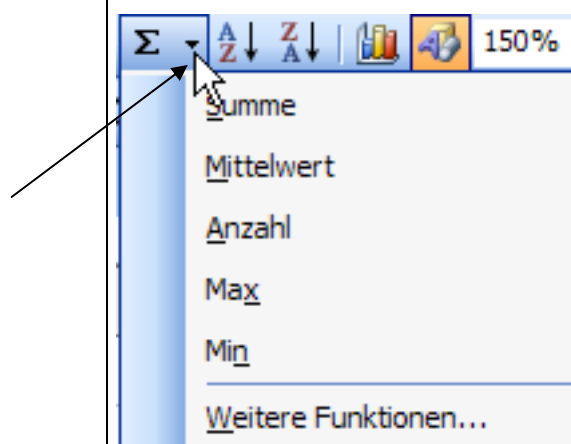 Σ A Z Z A 150%
Summe
Mittelwert
Anzahl
Max
Min
Weitere Funktionen...